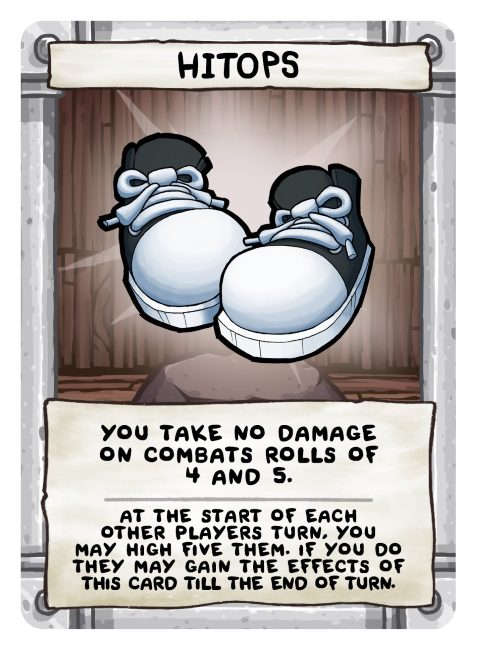 HITOPS
YOU TAKE NO DAMAGE
ON COMBATS ROLLS OF
4 AND 5.
AT THE START OF EACH
OTHER PLAYERS TURN, YOU
MAY HIGH FIVE THEM. IF YOU DO
THEY MAY GAIN THE EFFECTS OF
THIS CARD TILL THE END OF TURN.